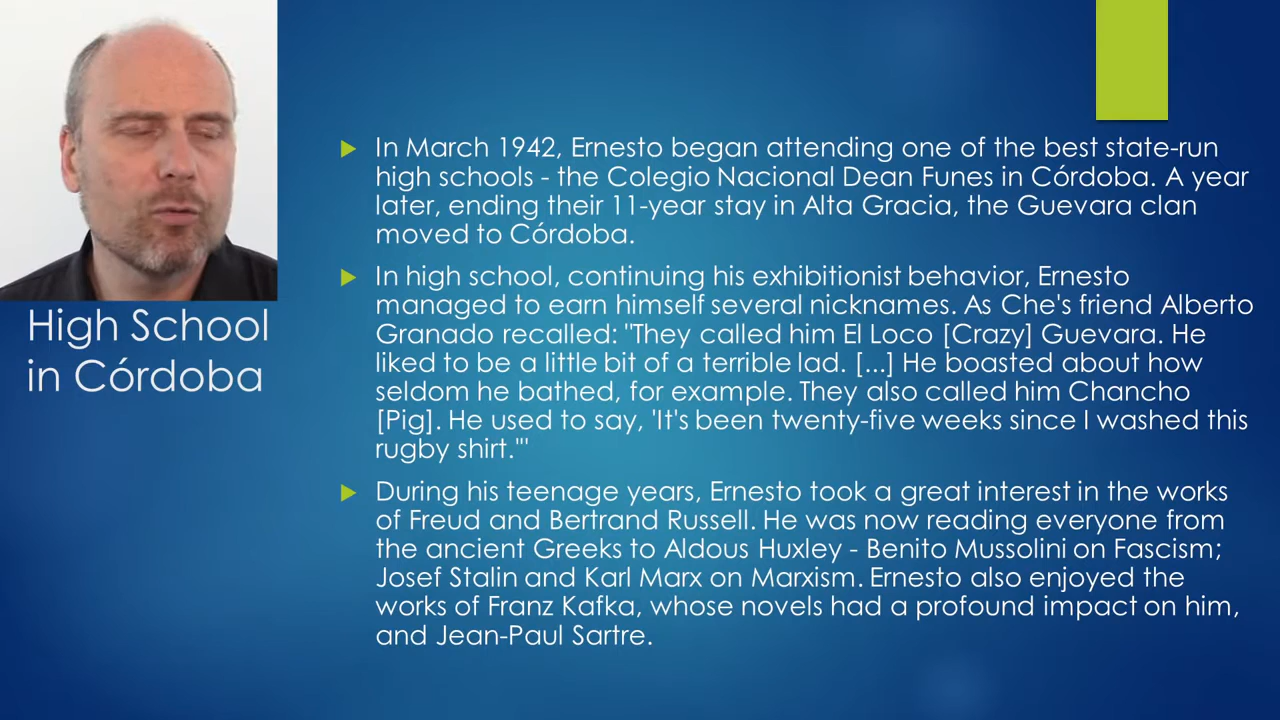 High School
in Córdoba
In March 1942, Ernesto began attending one of the best state-run
high schools - the Colegio Nacional Dean Funes in Córdoba. A year
later, ending their 11-year stay in Alta Gracia, the Guevara clan
moved to Córdoba.
In high school, continuing his exhibitionist behavior, Ernesto
managed to earn himself several nicknames. As Che's friend Alberto
Granado recalled: "They called him El Loco [Crazy] Guevara. He
liked to be a little bit of a terrible lad. [...] He boasted about how
seldom he bathed, for example. They also called him Chancho
[Pig]. He used to say, 'It's been twenty-five weeks since I washed this
rugby shirt.'"
During his teenage years, Ernesto took a great interest in the works
of Freud and Bertrand Russell. He was now reading everyone from
the ancient Greeks to Aldous Huxley - Benito Mussolini on Fascism;
Josef Stalin and Karl Marx on Marxism. Ernesto also enjoyed the
works of Franz Kafka, whose novels had a profound impact on him,
and Jean-Paul Sartre.